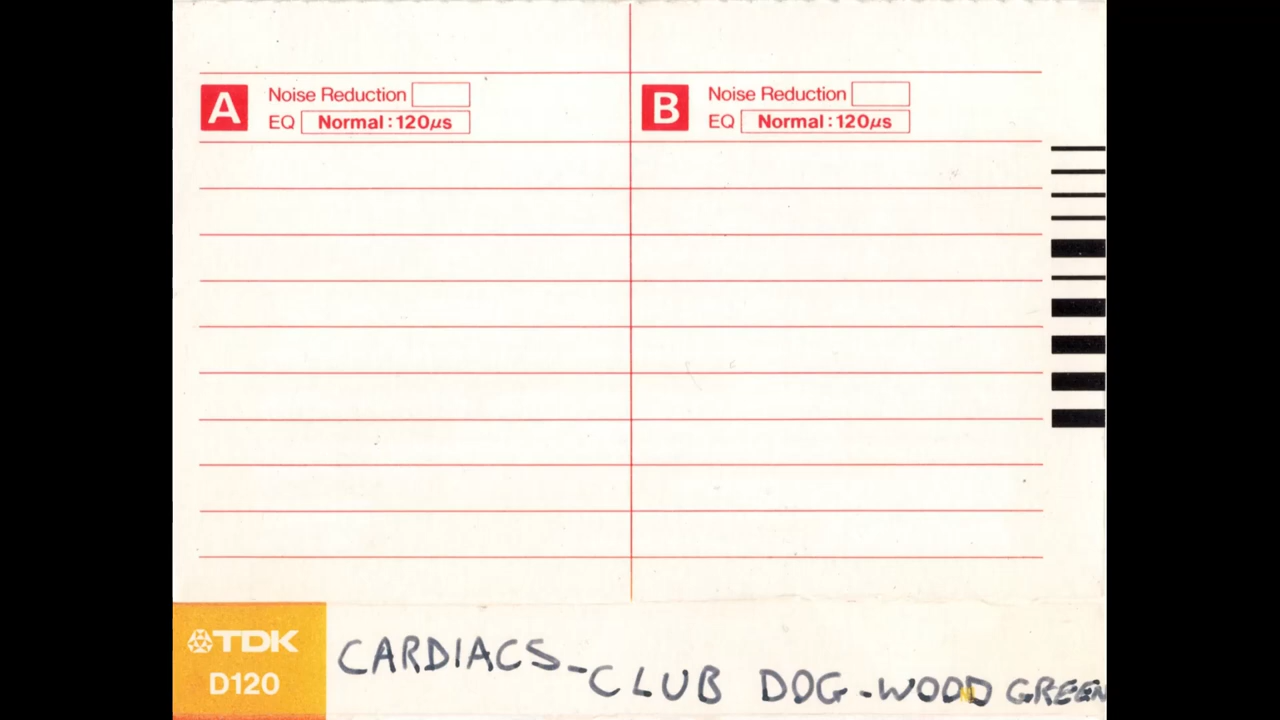 A Noise Reduction
EQ Normal : 120µs
B Noise Reduction
EQ Normal : 120µs
TDK
D120
CARDIACS - CLUB DOG - WOOD GREEN